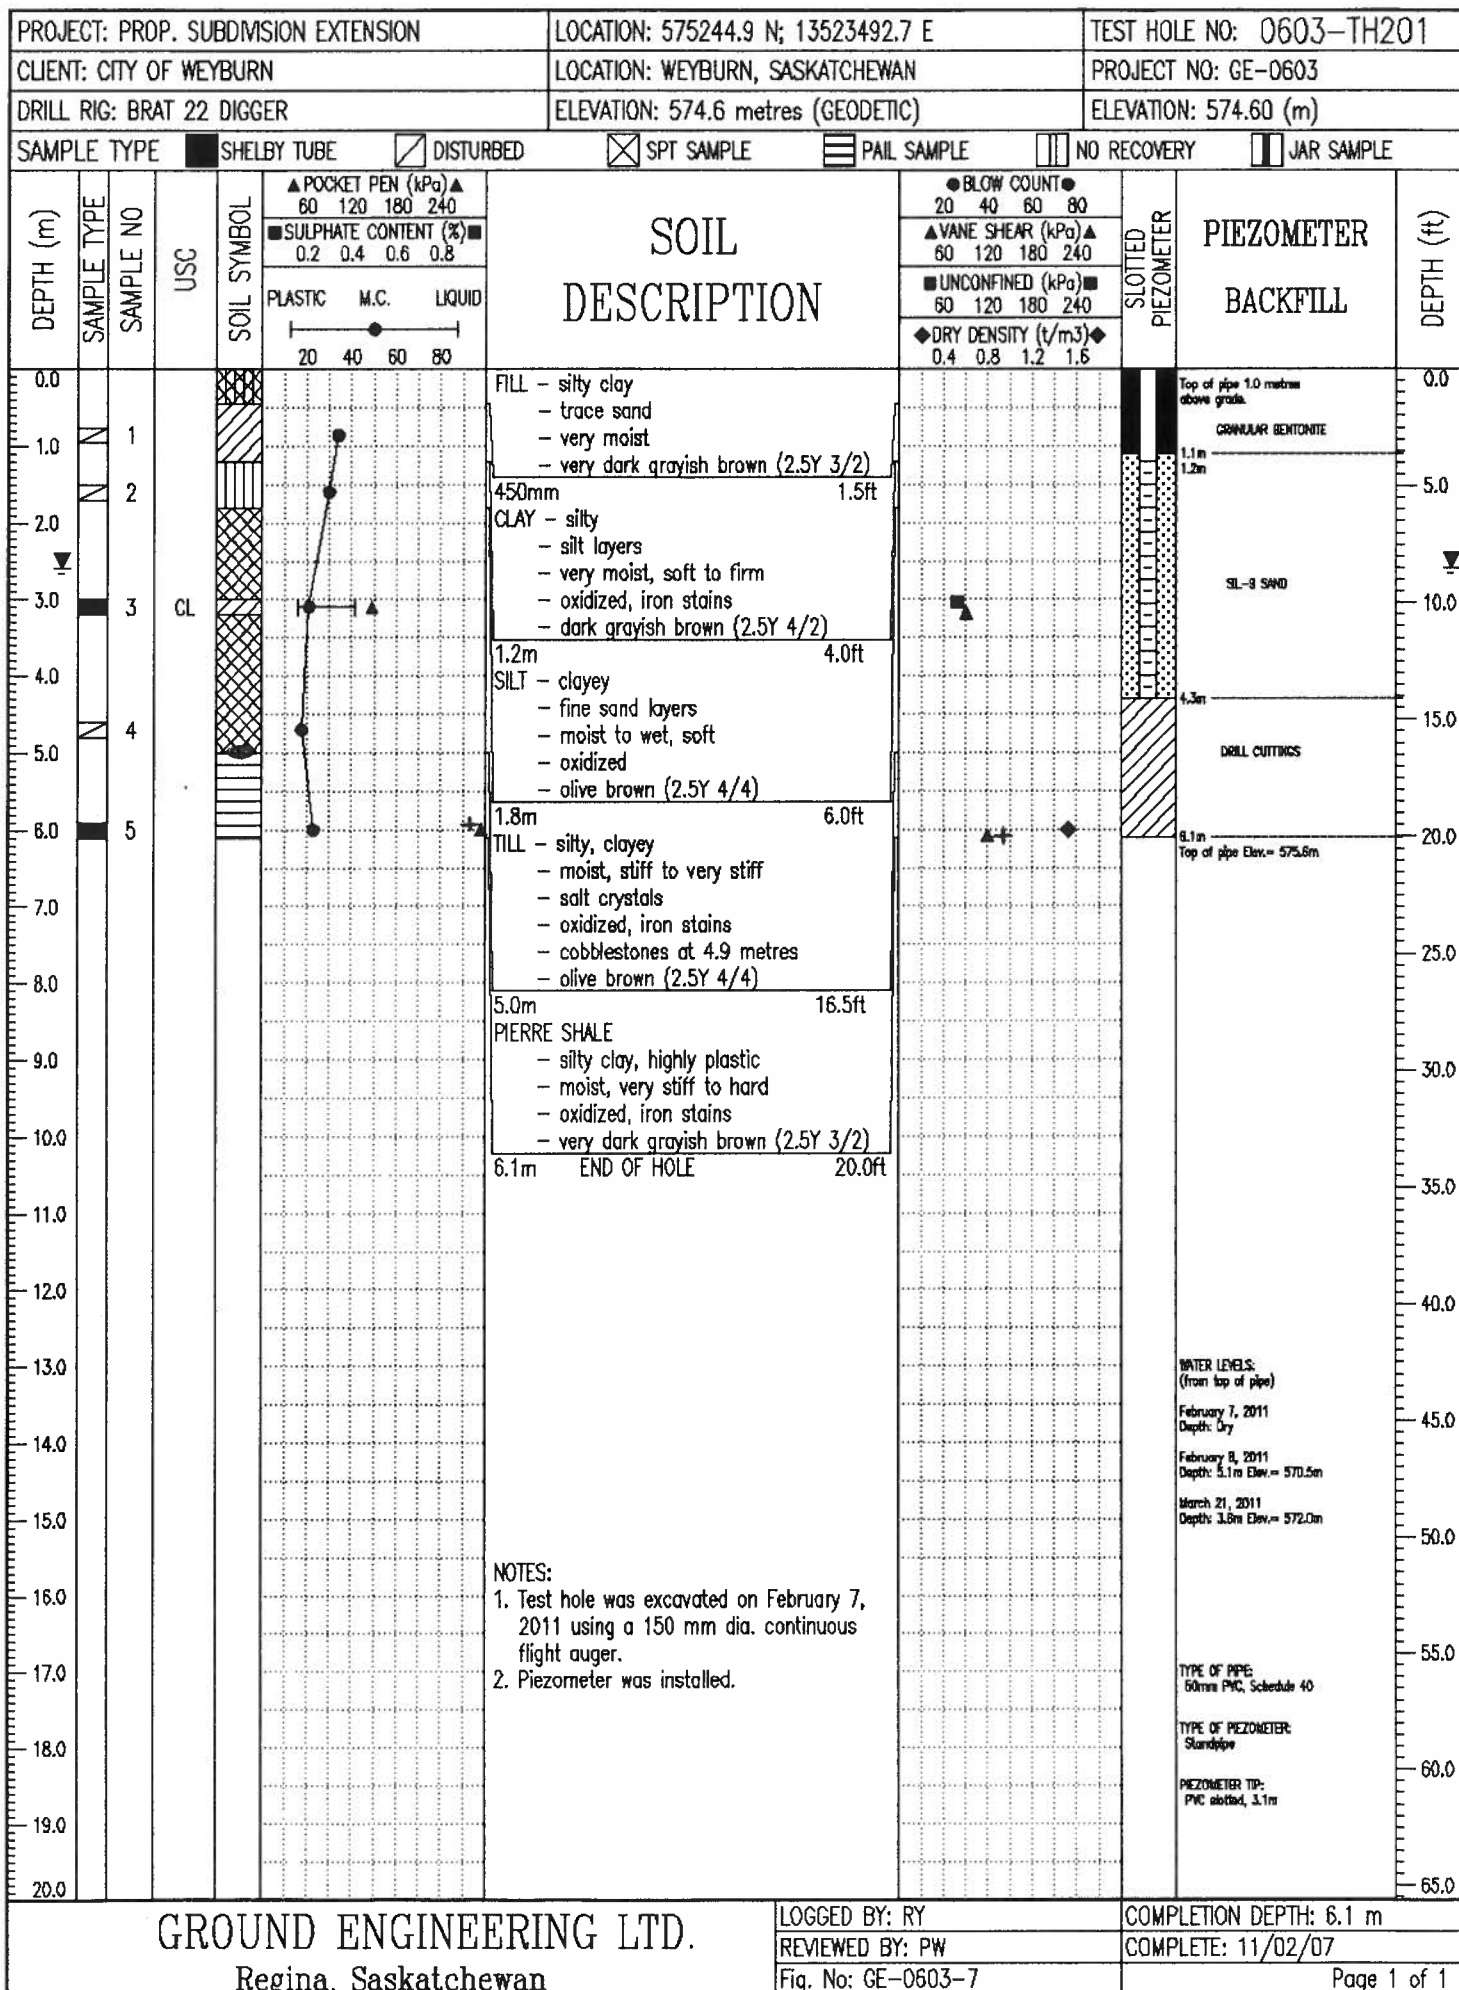 PROJECT: PROP. SUBDIVISION EXTENSION
LOCATION: 575244.9 N; 13523492.7 E
TEST HOLE NO: 0603-TH201
CLIENT: CITY OF WEYBURN
LOCATION: WEYBURN, SASKATCHEWAN
PROJECT NO: GE-0603
DRILL RIG: BRAT 22 DIGGER
ELEVATION: 574.6 metres (GEODETIC)
ELEVATION: 574.60 (m)
SAMPLE TYPE
SHELBY TUBE
DISTURBED
SPT SAMPLE
PAIL SAMPLE
NO RECOVERY
JAR SAMPLE
DEPTH (m)
SAMPLE TYPE
SAMPLE NO
USC
SOIL SYMBOL
▲POCKET PEN (kPa)▲
60 120 180 240
■SULPHATE CONTENT (%)■
0.2 0.4 0.6 0.8
PLASTIC M.C. LIQUID
20 40 60 80
SOIL
DESCRIPTION
●BLOW COUNT●
20 40 60 80
▲VANE SHEAR (kPa)▲
60 120 180 240
■UNCONFINED (kPa)■
60 120 180 240
◆DRY DENSITY (t/m3)◆
0.4 0.8 1.2 1.6
SLOTTED
PIEZOMETER
PIEZOMETER
BACKFILL
DEPTH (ft)
0.0
1.0
2.0
3.0
4.0
5.0
6.0
7.0
8.0
9.0
10.0
11.0
12.0
13.0
14.0
15.0
16.0
17.0
18.0
19.0
20.0
1
2
3
4
5
CL
FILL - silty clay
- trace sand
- very moist
- very dark grayish brown (2.5Y 3/2)
450mm 1.5ft
CLAY - silty
- silt layers
- very moist, soft to firm
- oxidized, iron stains
- dark grayish brown (2.5Y 4/2)
1.2m 4.0ft
SILT - clayey
- fine sand layers
- moist to wet, soft
- oxidized
- olive brown (2.5Y 4/4)
1.8m 6.0ft
TILL - silty, clayey
- moist, stiff to very stiff
- salt crystals
- oxidized, iron stains
- cobblestones at 4.9 metres
- olive brown (2.5Y 4/4)
5.0m 16.5ft
PIERRE SHALE
- silty clay, highly plastic
- moist, very stiff to hard
- oxidized, iron stains
- very dark grayish brown (2.5Y 3/2)
6.1m END OF HOLE 20.0ft
NOTES:
1. Test hole was excavated on February 7,
2011 using a 150 mm dia. continuous
flight auger.
2. Piezometer was installed.
Top of pipe 1.0 metres
above grade.
GRANULAR BENTONITE
1.1m
1.2m
SIL-9 SAND
4.3m
DRILL CUTTINGS
6.1m
Top of pipe Elev.= 575.6m
WATER LEVELS:
(from top of pipe)
February 7, 2011
Depth: Dry
February 8, 2011
Depth: 5.1m Elev.= 570.5m
March 21, 2011
Depth: 3.6m Elev.= 572.0m
TYPE OF PIPE:
50mm PVC, Schedule 40
TYPE OF PIEZOMETER:
Standpipe
PIEZOMETER TIP:
PVC slotted, 3.1m
0.0
5.0
10.0
15.0
20.0
25.0
30.0
35.0
40.0
45.0
50.0
55.0
60.0
65.0
GROUND ENGINEERING LTD.
Regina, Saskatchewan
LOGGED BY: RY
COMPLETION DEPTH: 6.1 m
REVIEWED BY: PW
COMPLETE: 11/02/07
Fig. No: GE-0603-7
Page 1 of 1